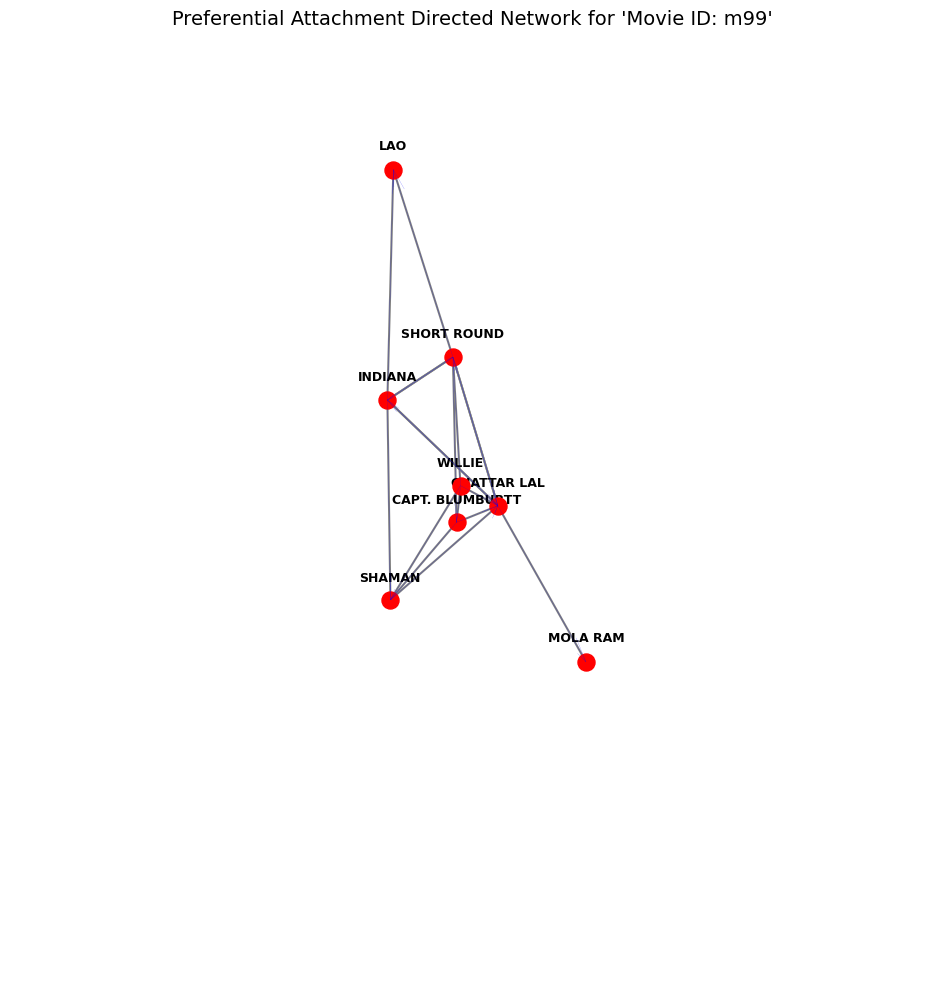 Preferential Attachment Directed Network for 'Movie ID: m99'
LAO
SHORT ROUND
INDIANA
WILLIE
CHATTAR LAL
CAPT. BLUMBURTT
SHAMAN
MOLA RAM